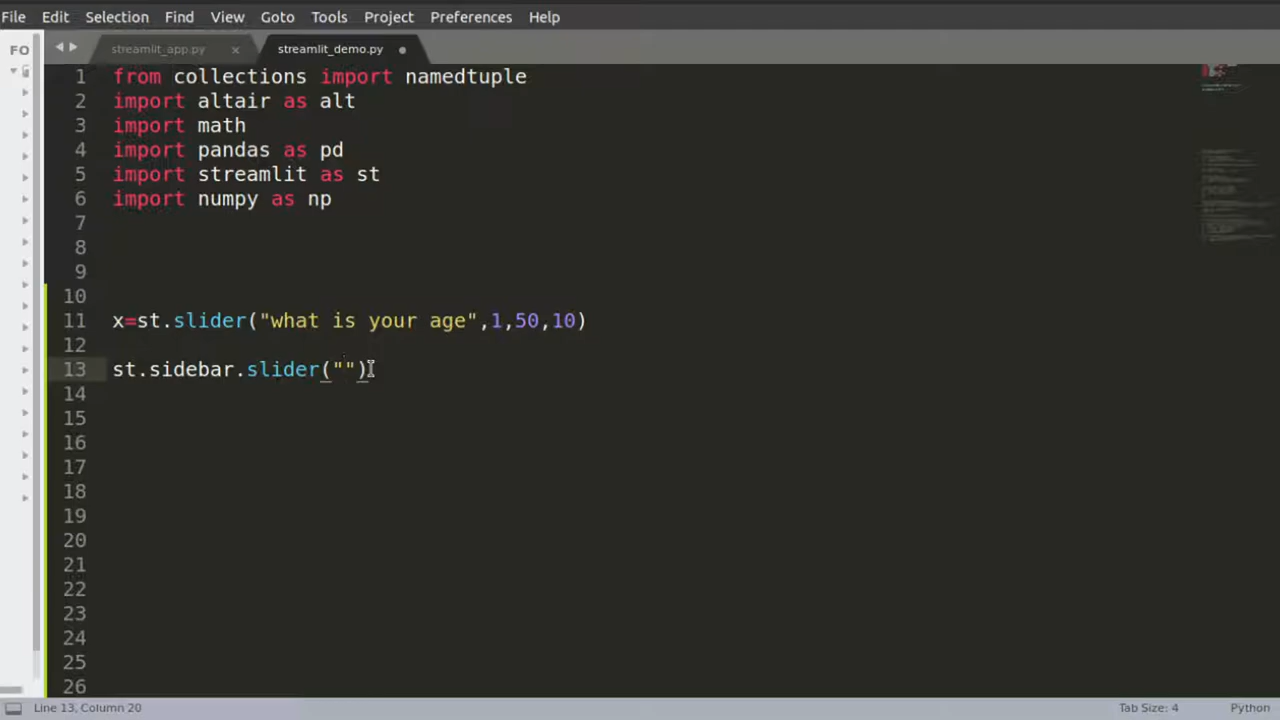 File Edit Selection Find View Goto Tools Project Preferences Help
FO
streamlit_app.py × streamlit_demo.py
1 from collections import namedtuple
2 import altair as alt
3 import math
4 import pandas as pd
5 import streamlit as st
6 import numpy as np
7
8
9
10
11 x=st.slider("what is your age",1,50,10)
12
13 st.sidebar.slider("")
14
15
16
17
18
19
20
21
22
23
24
25
26
Line 13, Column 20 Tab Size: 4 Python